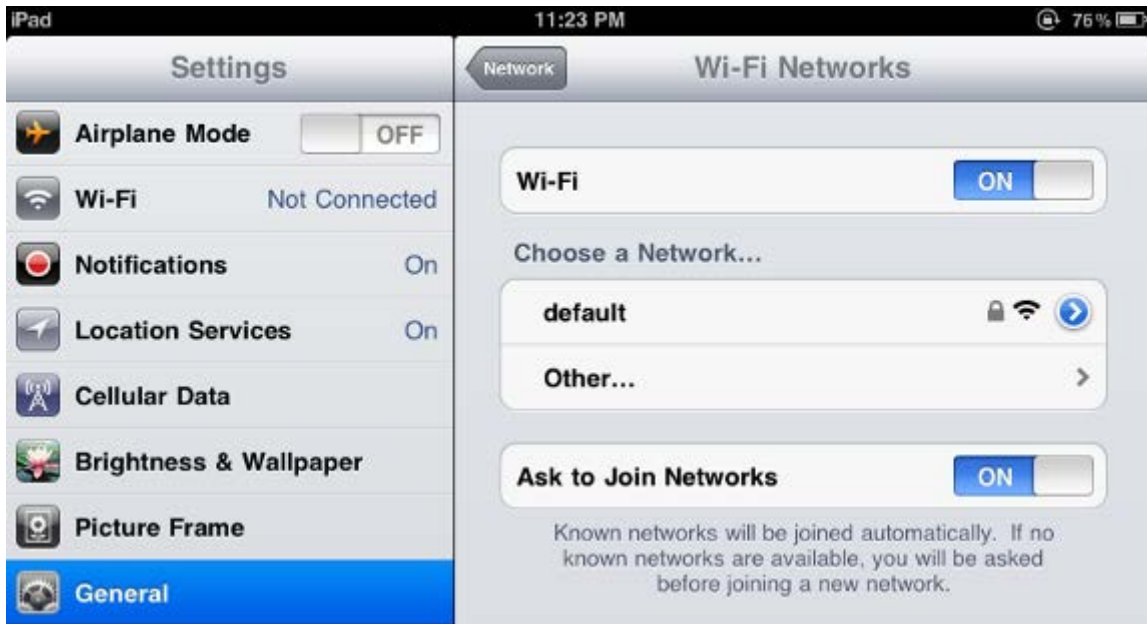 iPad 11:23 PM 76%
Settings
Airplane Mode OFF
Wi-Fi Not Connected
Notifications On
Location Services On
Cellular Data
Brightness & Wallpaper
Picture Frame
General
Network Wi-Fi Networks
Wi-Fi ON
Choose a Network...
default
Other...
Ask to Join Networks ON
Known networks will be joined automatically. If no
known networks are available, you will be asked
before joining a new network.